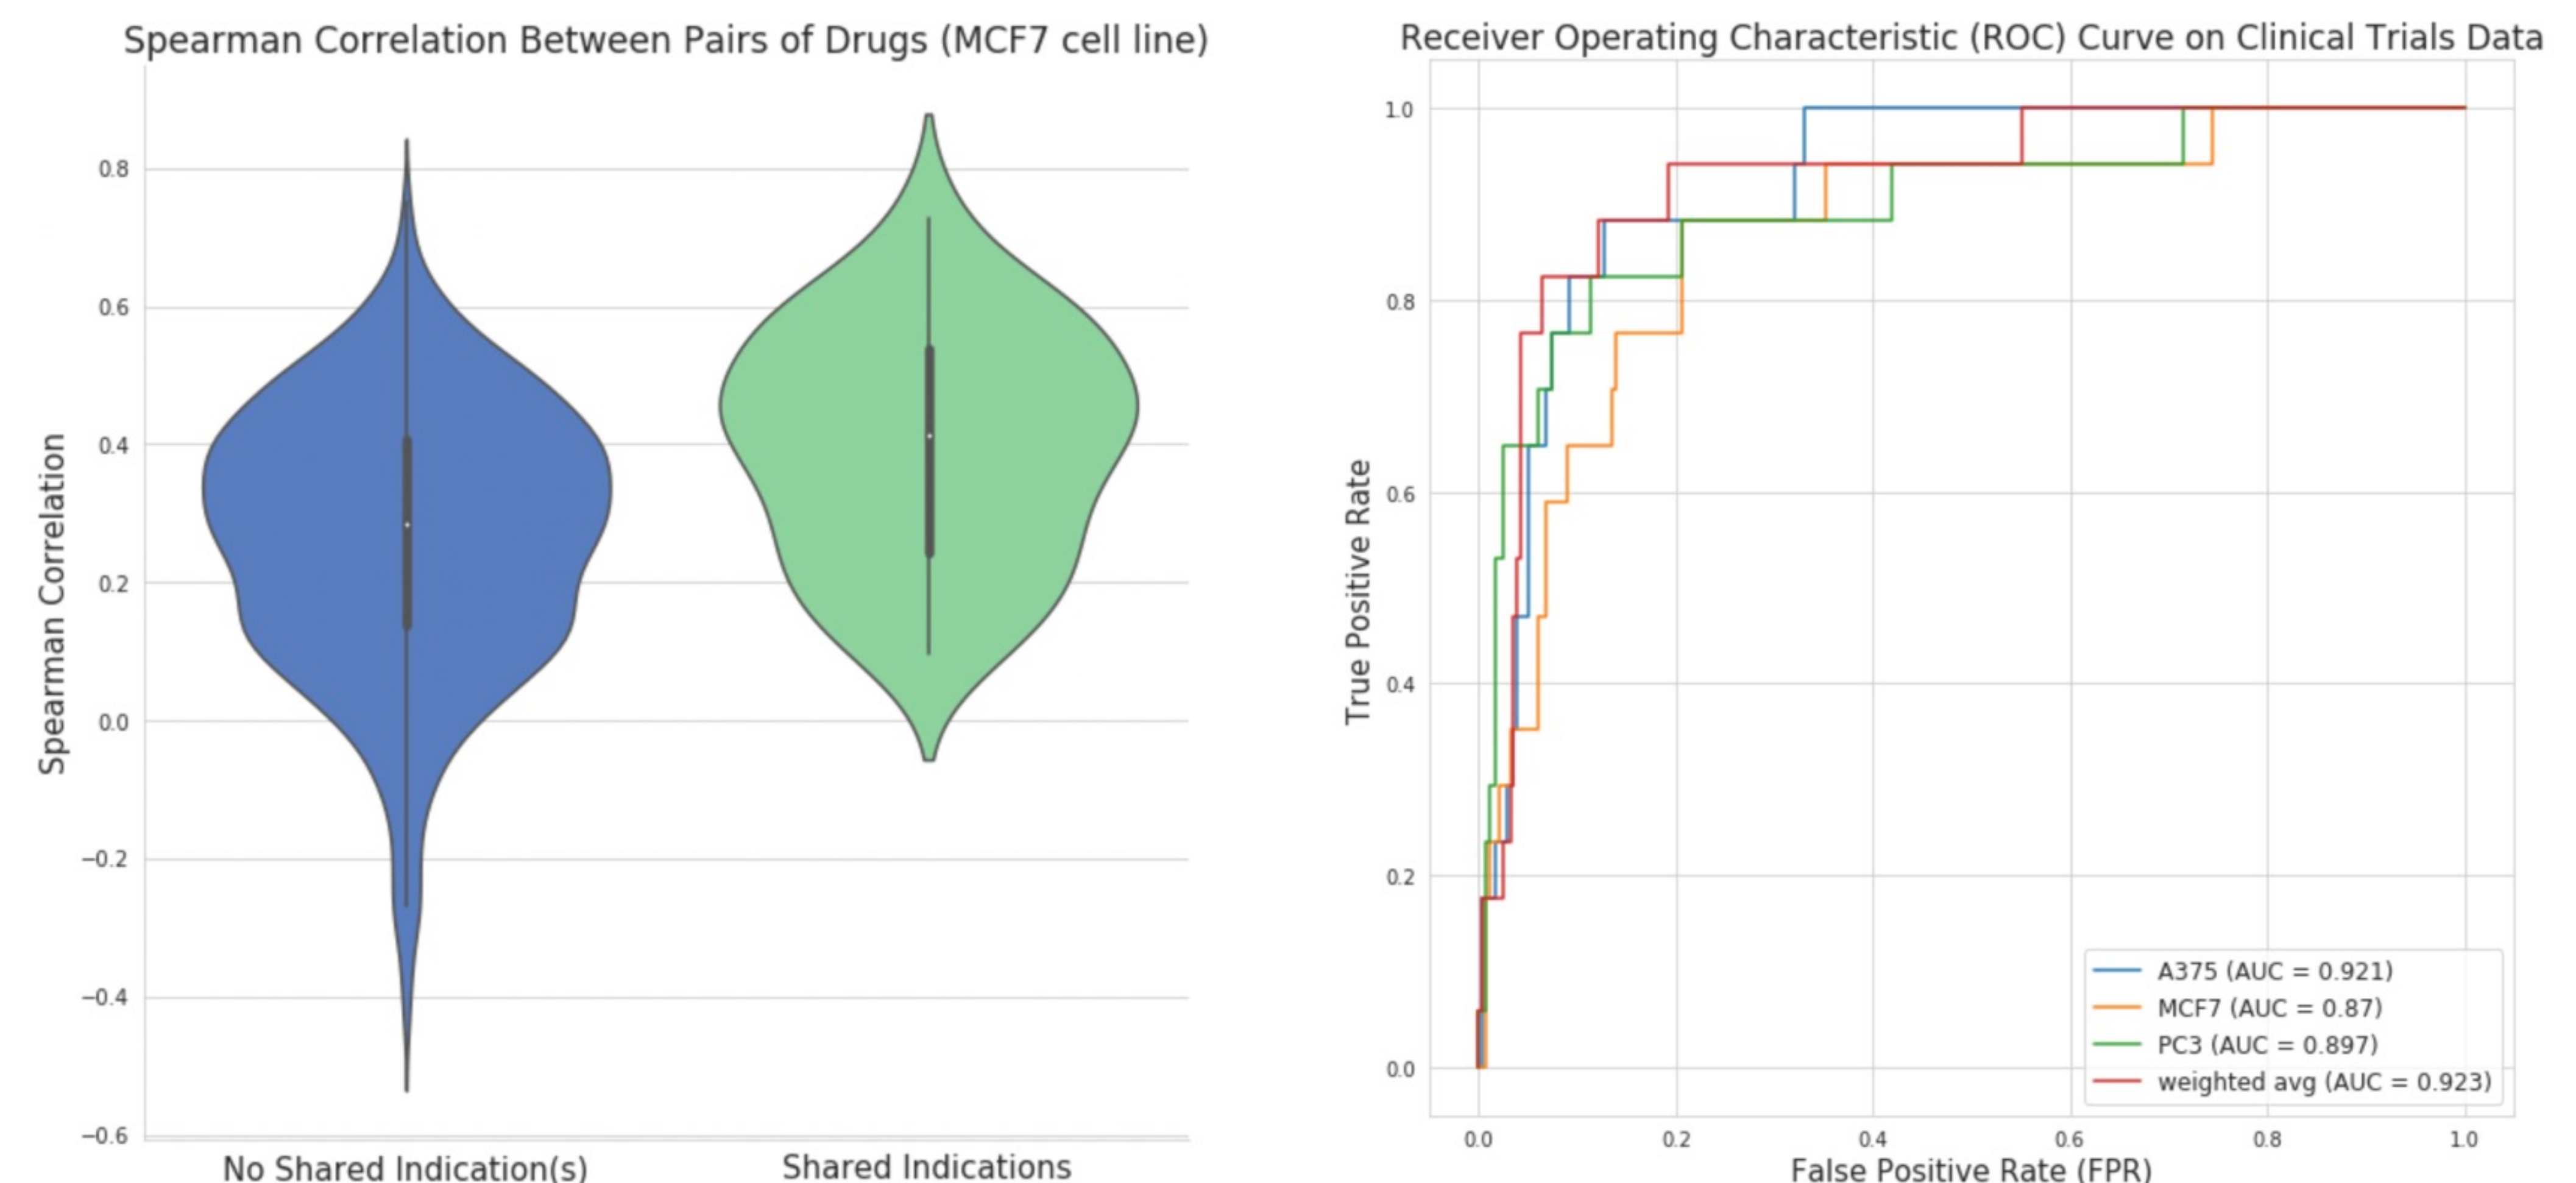 Spearman Correlation Between Pairs of Drugs (MCF7 cell line)
Spearman Correlation
0.8
0.6
0.4
0.2
0.0
−0.2
−0.4
−0.6
No Shared Indication(s)
Shared Indications
Receiver Operating Characteristic (ROC) Curve on Clinical Trials Data
True Positive Rate
1.0
0.8
0.6
0.4
0.2
0.0
A375 (AUC = 0.921)
MCF7 (AUC = 0.87)
PC3 (AUC = 0.897)
weighted avg (AUC = 0.923)
0.0 0.2 0.4 0.6 0.8 1.0
False Positive Rate (FPR)